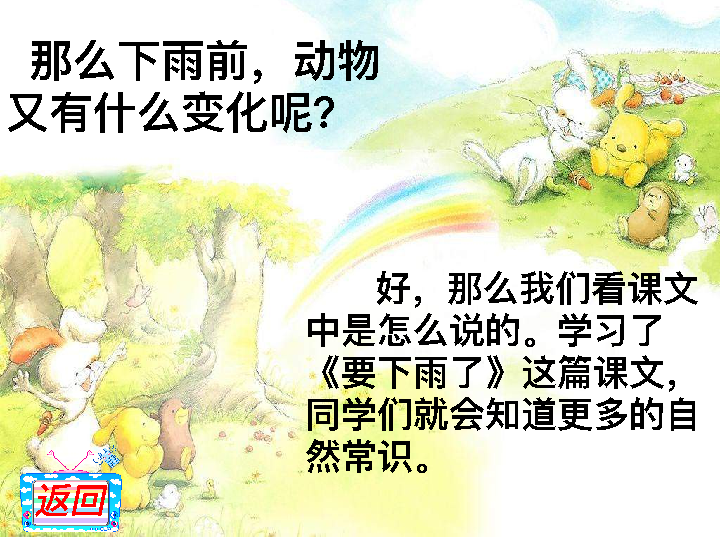 那么下雨前，动物
又有什么变化呢？
好，那么我们看课文
中是怎么说的。学习了
《要下雨了》这篇课文，
同学们就会知道更多的自
然常识。
返回